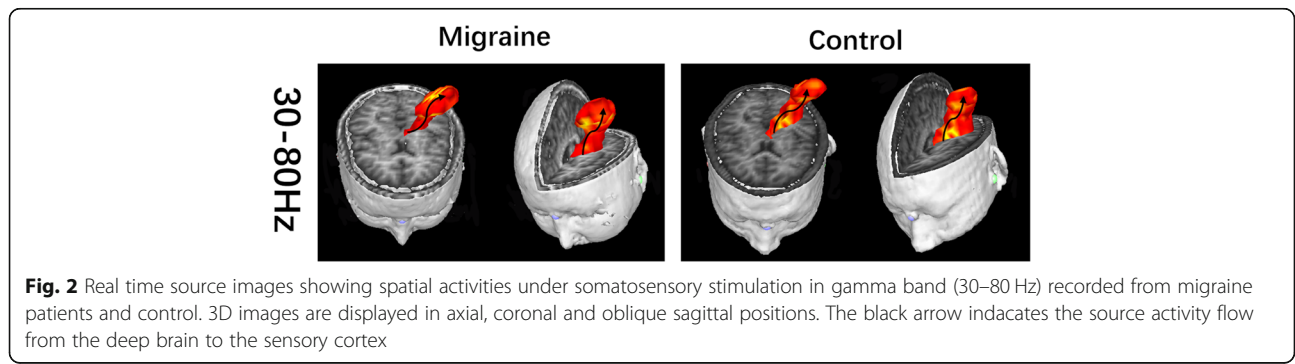 Migraine
Control
30-80Hz
Fig. 2 Real time source images showing spatial activities under somatosensory stimulation in gamma band (30–80 Hz) recorded from migraine
patients and control. 3D images are displayed in axial, coronal and oblique sagittal positions. The black arrow indacates the source activity flow
from the deep brain to the sensory cortex